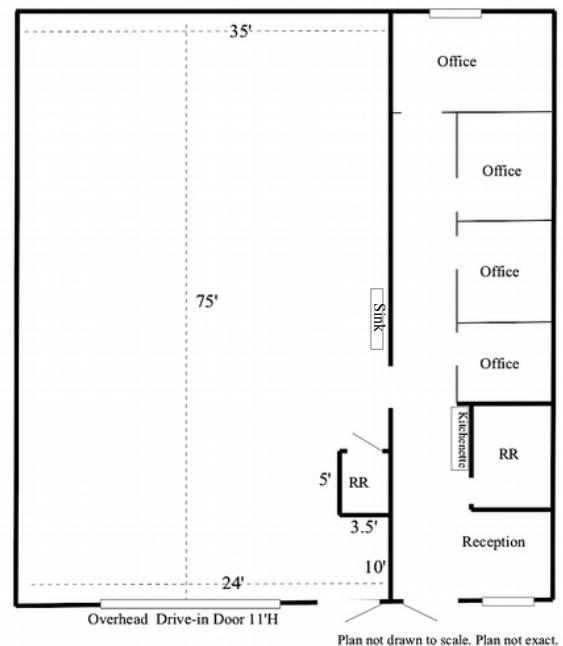 35'
Office
Office
75'
Office
Sink
Office
Kitchenette
RR
5'
RR
3.5'
Reception
10'
24'
Overhead Drive-in Door 11'H
Plan not drawn to scale. Plan not exact.